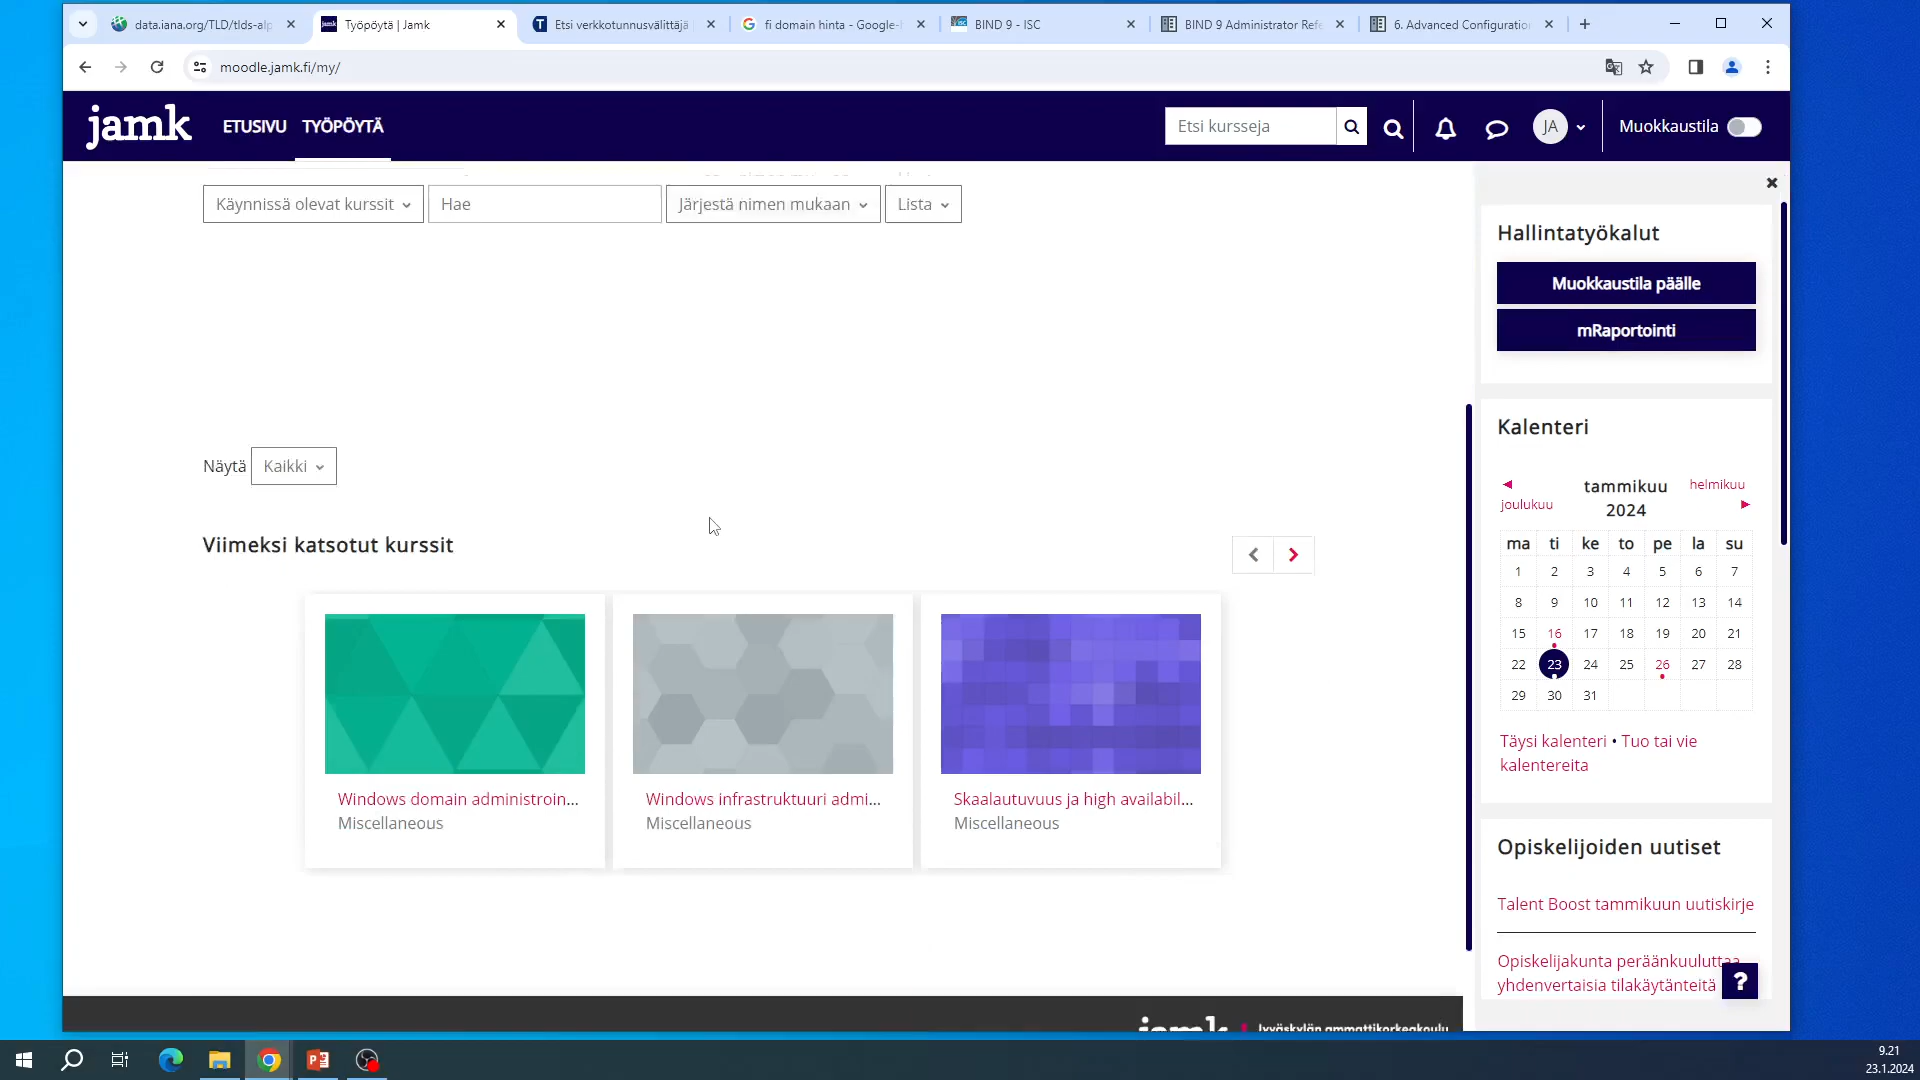 data.iana.org/TLD/tlds-alp
Työpöytä | Jamk
Etsi verkkotunnusvälittäjä
fi domain hinta - Google-
BIND 9 - ISC
BIND 9 Administrator Refe
6. Advanced Configuration
moodle.jamk.fi/my/
jamk
ETUSIVU
TYÖPÖYTÄ
Etsi kursseja
JA
Muokkaustila
Käynnissä olevat kurssit
Hae
Järjestä nimen mukaan
Lista
Näytä
Kaikki
Viimeksi katsotut kurssit
Windows domain administroin...
Miscellaneous
Windows infrastruktuuri admi...
Miscellaneous
Skaalautuvuus ja high availabil...
Miscellaneous
Hallintatyökalut
Muokkaustila päälle
mRaportointi
Kalenteri
◄ joulukuu
tammikuu 2024
helmikuu ►
ma ti ke to pe la su
1 2 3 4 5 6 7
8 9 10 11 12 13 14
15 16 17 18 19 20 21
22 23 24 25 26 27 28
29 30 31
Täysi kalenteri • Tuo tai vie
kalentereita
Opiskelijoiden uutiset
Talent Boost tammikuun uutiskirje
Opiskelijakunta peräänkuuluttaa
yhdenvertaisia tilakäytänteitä
?
jamk | Jyväskylän ammattikorkeakoulu
9.21
23.1.2024